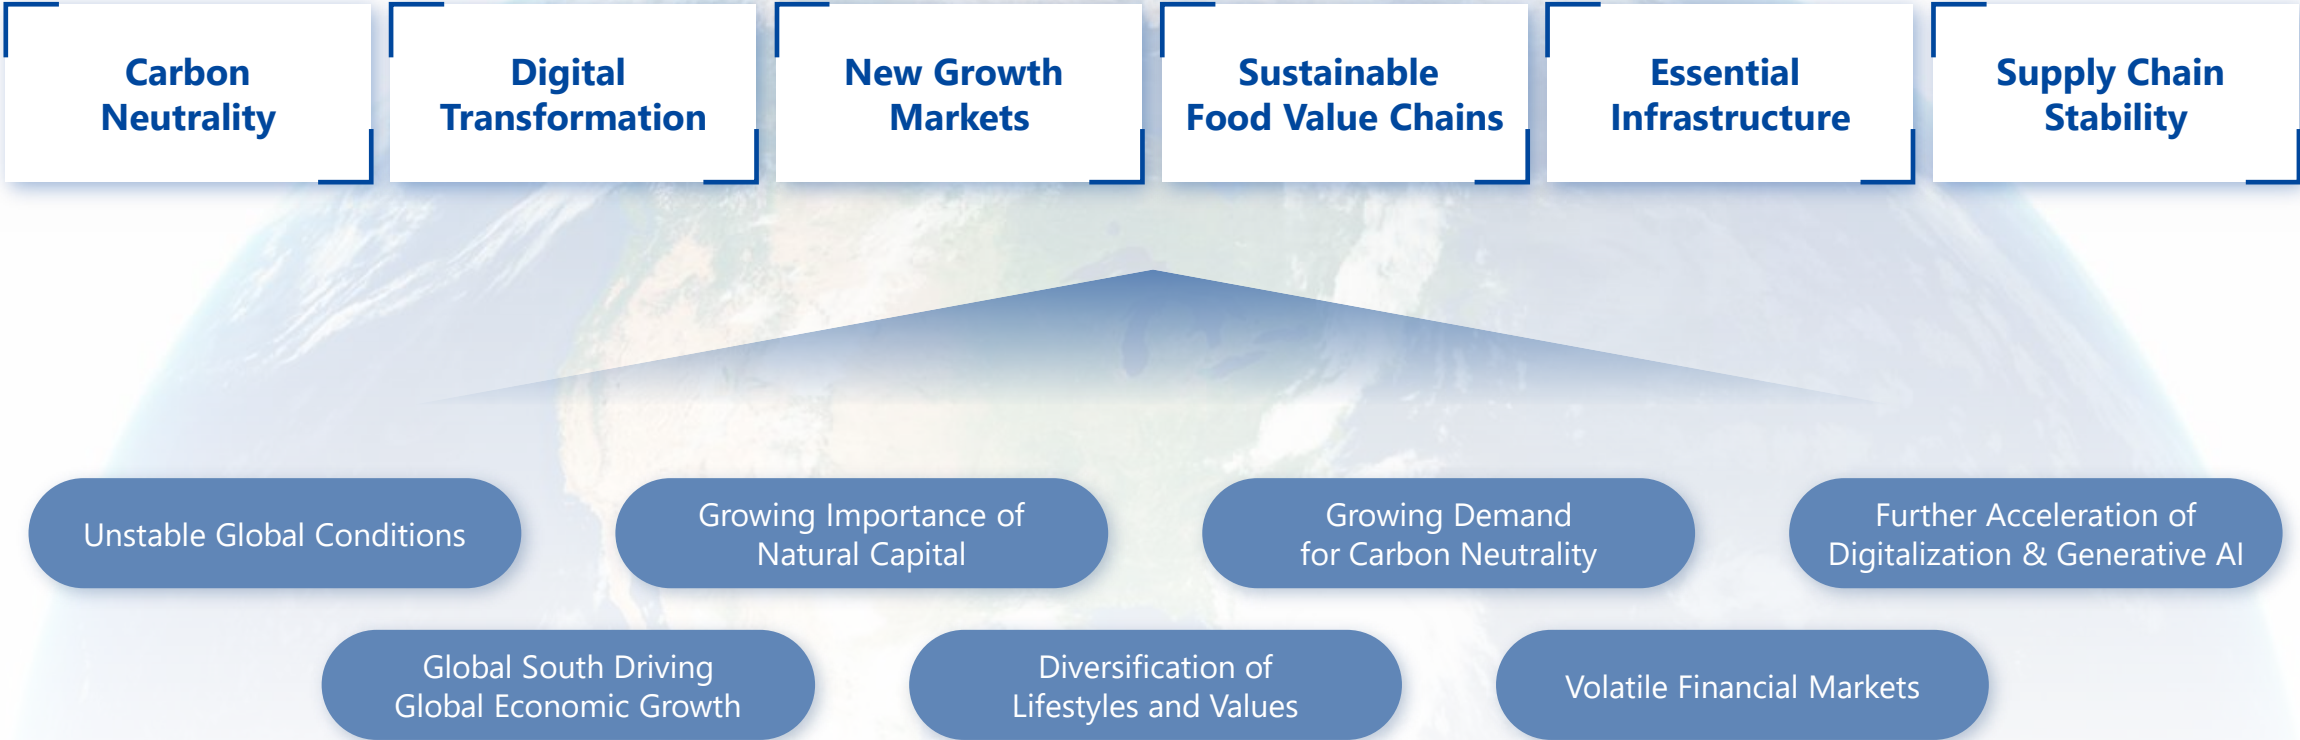 Carbon
Neutrality
Digital
Transformation
New Growth
Markets
Sustainable
Food Value Chains
Essential
Infrastructure
Supply Chain
Stability
Unstable Global Conditions
Growing Importance of
Natural Capital
Growing Demand
for Carbon Neutrality
Further Acceleration of
Digitalization & Generative AI
Global South Driving
Global Economic Growth
Diversification of
Lifestyles and Values
Volatile Financial Markets